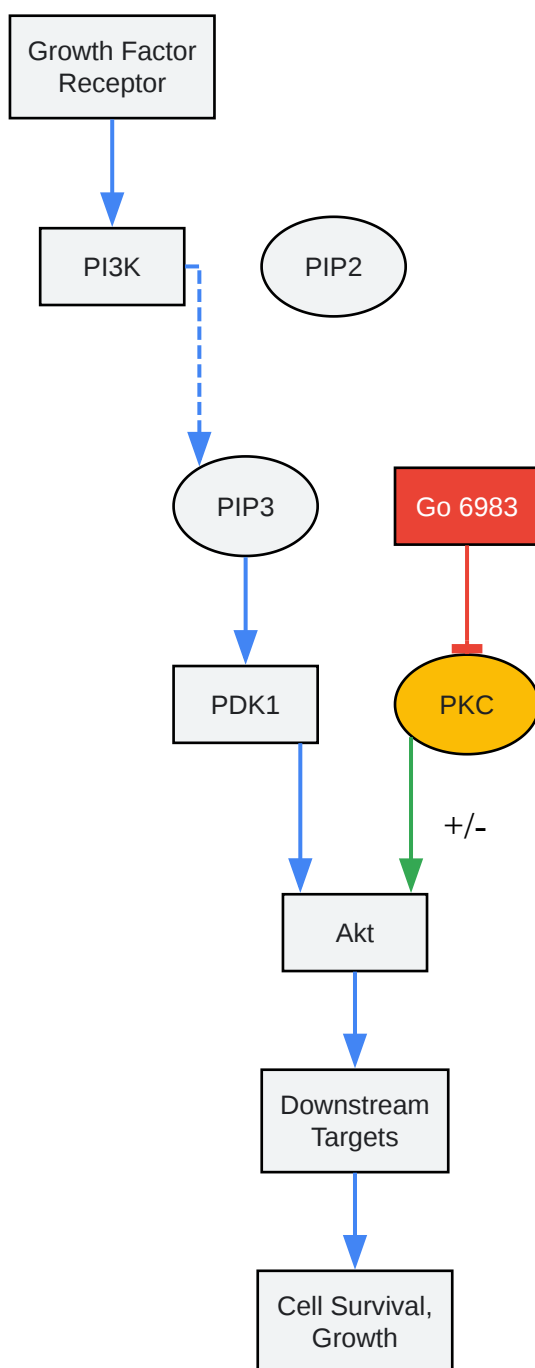 Growth Factor
Receptor
PI3K
PIP2
PIP3
Go 6983
PDK1
PKC
+/-
Akt
Downstream
Targets
Cell Survival,
Growth